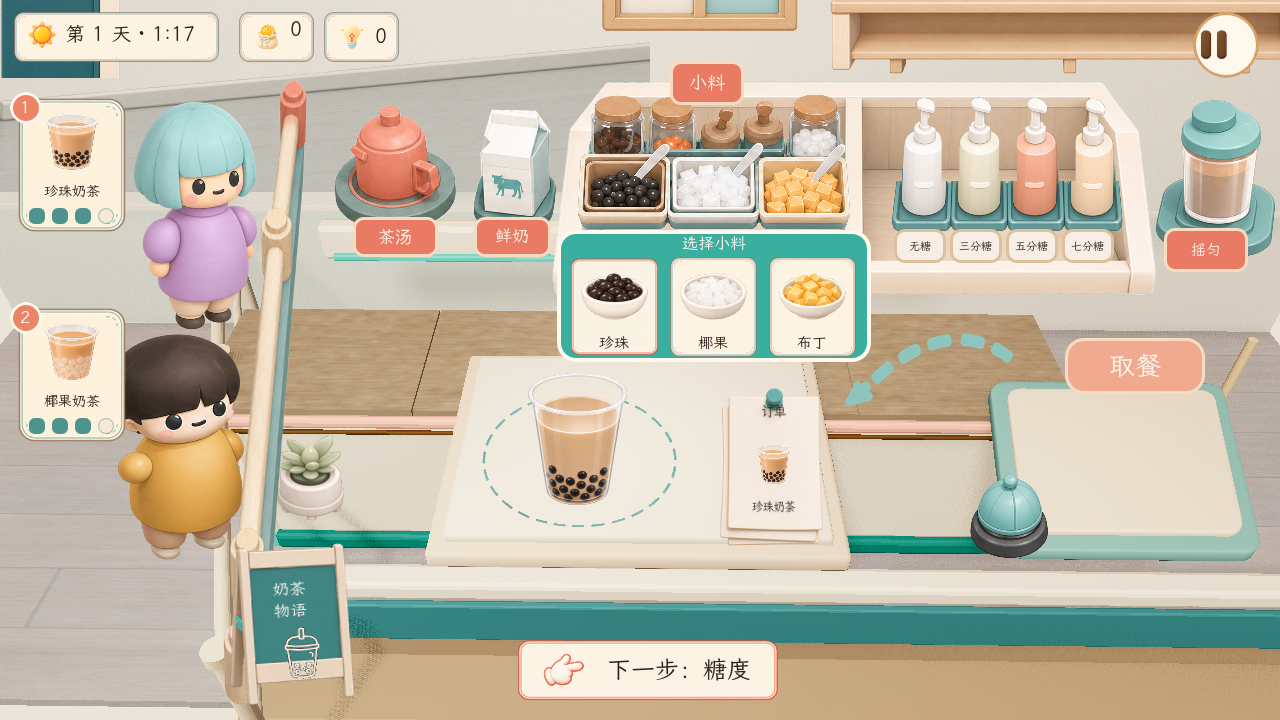 第 1 天·1:17
0
0
1
珍珠奶茶
2
椰果奶茶
小料
茶汤
鲜奶
选择小料
珍珠
椰果
布丁
无糖
三分糖
五分糖
七分糖
摇匀
取餐
订单
珍珠奶茶
奶茶
物语
下一步：糖度